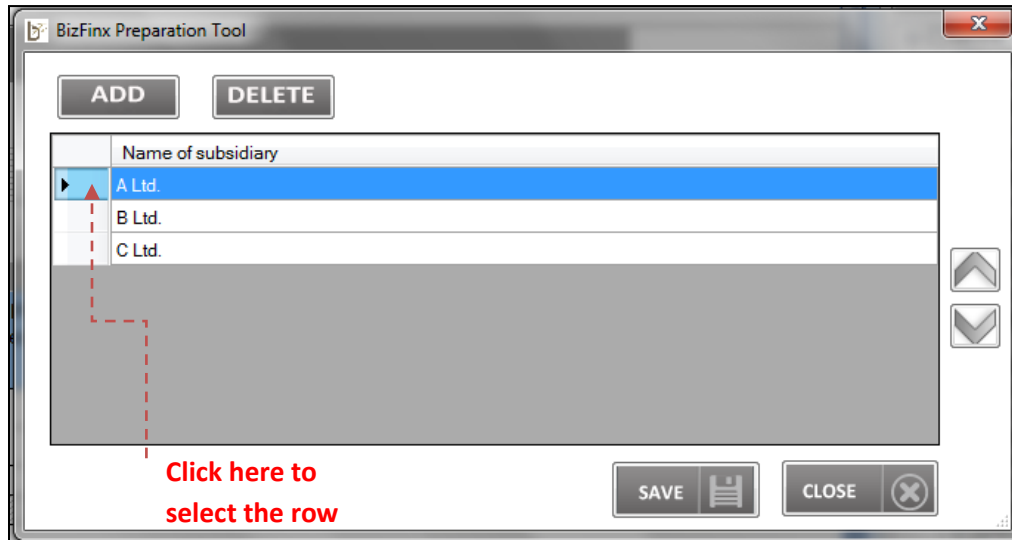 BizFinx Preparation Tool
ADD DELETE
Name of subsidiary
A Ltd.
B Ltd.
C Ltd.
Click here to
select the row
SAVE CLOSE